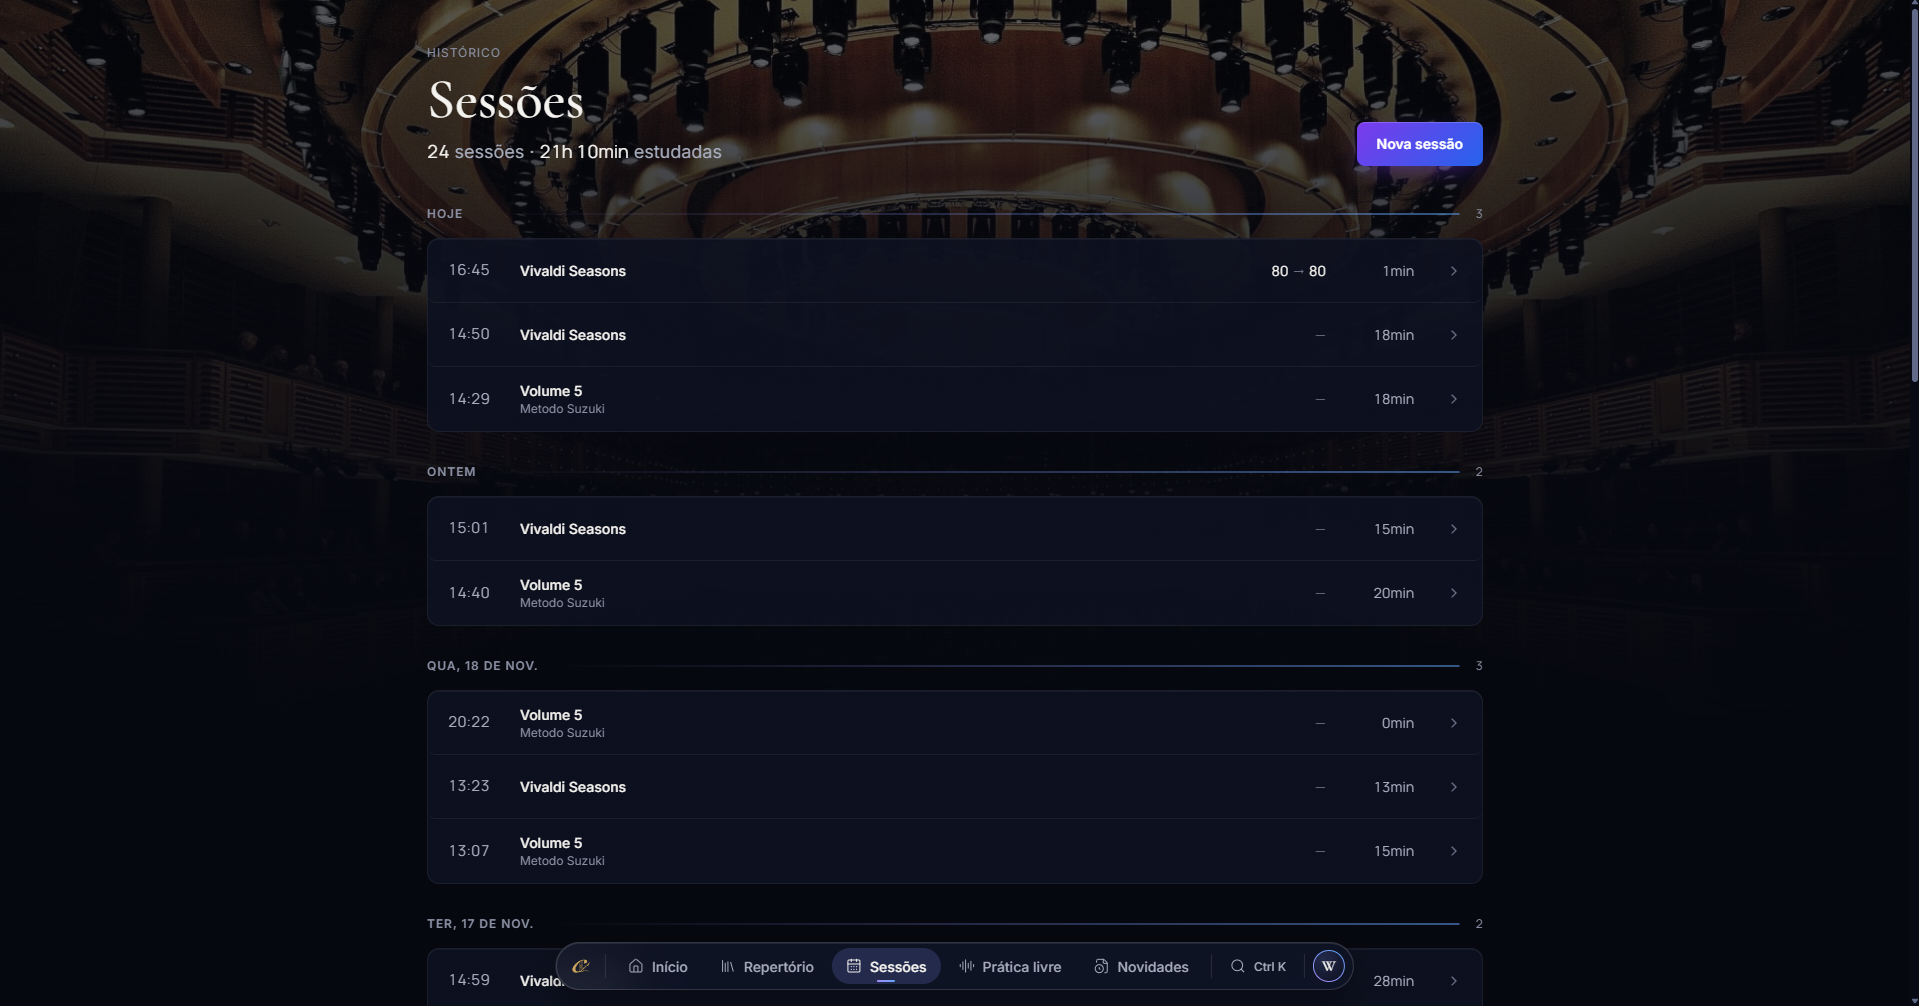 HISTÓRICO
Sessões
24 sessões · 21h 10min estudadas
Nova sessão
HOJE 3
16:45 Vivaldi Seasons 80 → 80 1min
14:50 Vivaldi Seasons – 18min
14:29 Volume 5 – 18min
Metodo Suzuki
ONTEM 2
15:01 Vivaldi Seasons – 15min
14:40 Volume 5 – 20min
Metodo Suzuki
QUA, 18 DE NOV. 3
20:22 Volume 5 – 0min
Metodo Suzuki
13:23 Vivaldi Seasons – 13min
13:07 Volume 5 – 15min
Metodo Suzuki
TER, 17 DE NOV. 2
14:59 28min
Início Repertório Sessões Prática livre Novidades Ctrl K W